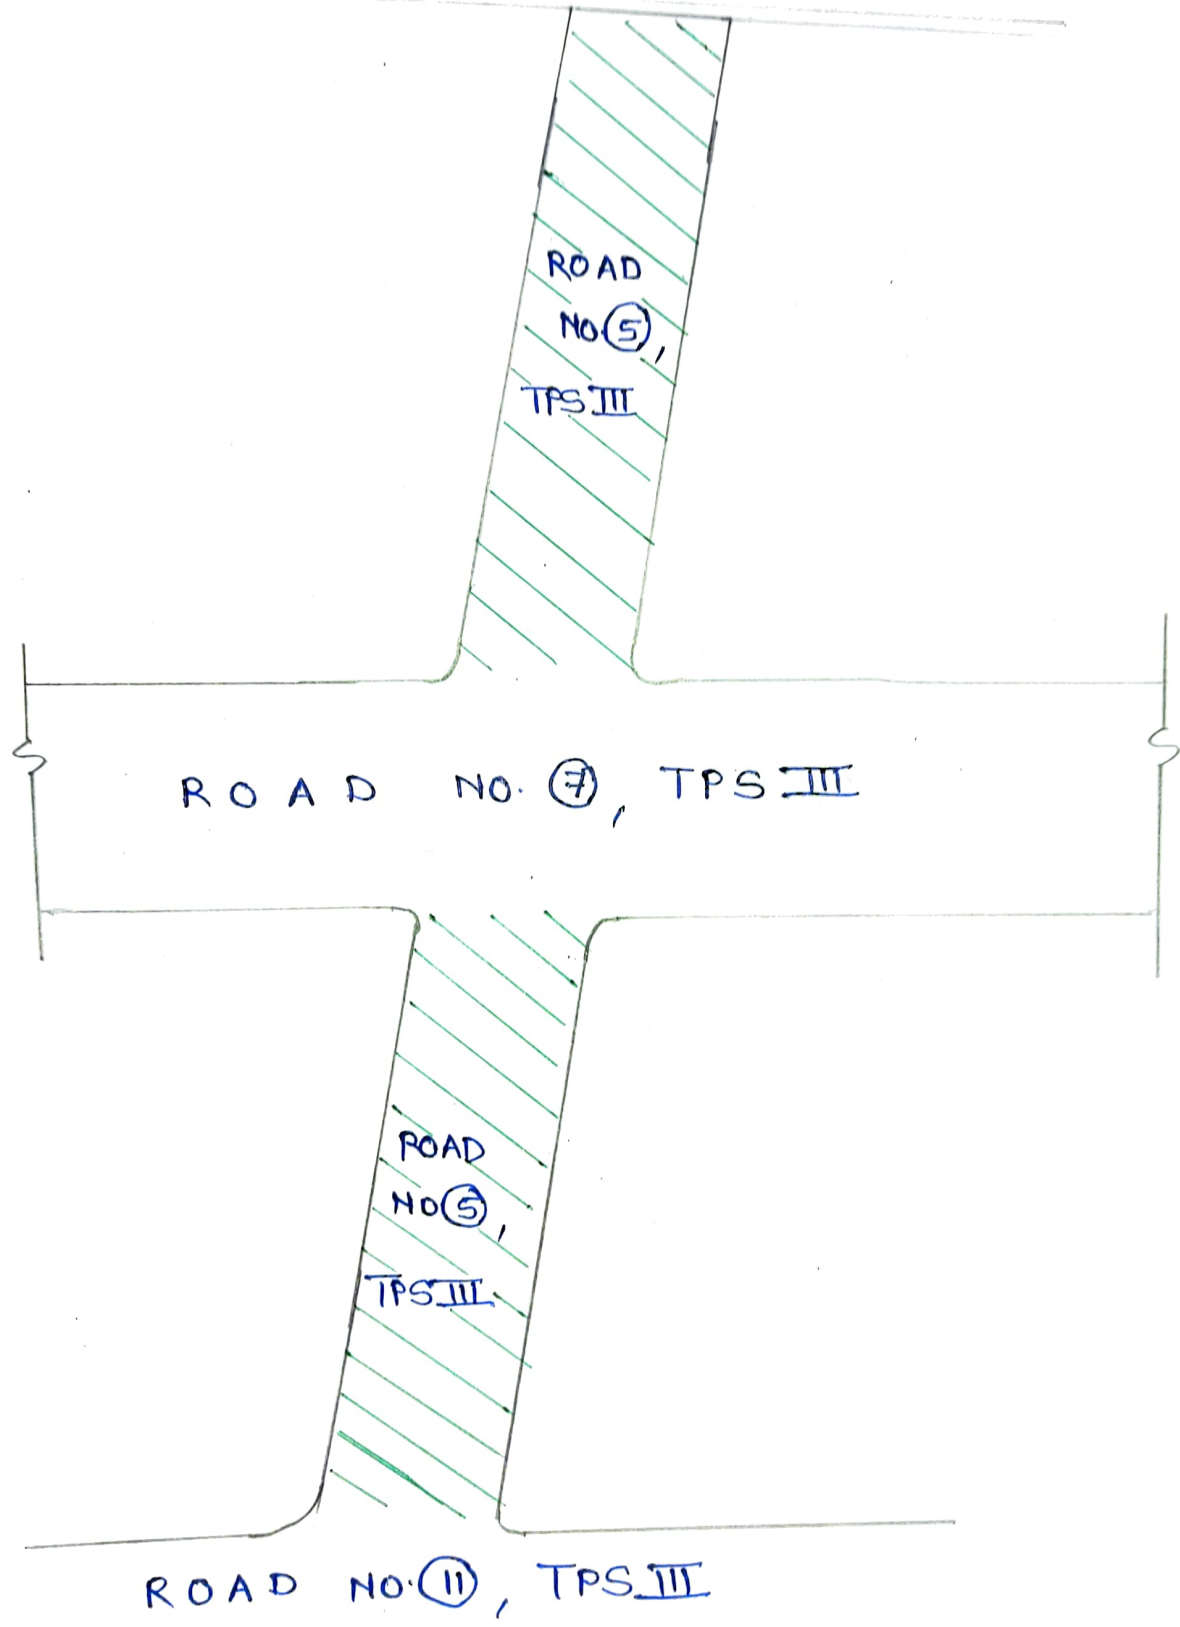 ROAD
NO. 5,
TPS III
ROAD NO. 7, TPS III
ROAD
NO 5,
TPS III
ROAD NO. 11, TPS III